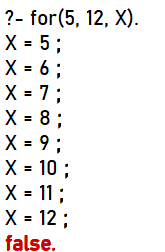 ?- for(5, 12, X).
X = 5 ;
X = 6 ;
X = 7 ;
X = 8 ;
X = 9 ;
X = 10 ;
X = 11 ;
X = 12 ;
false.